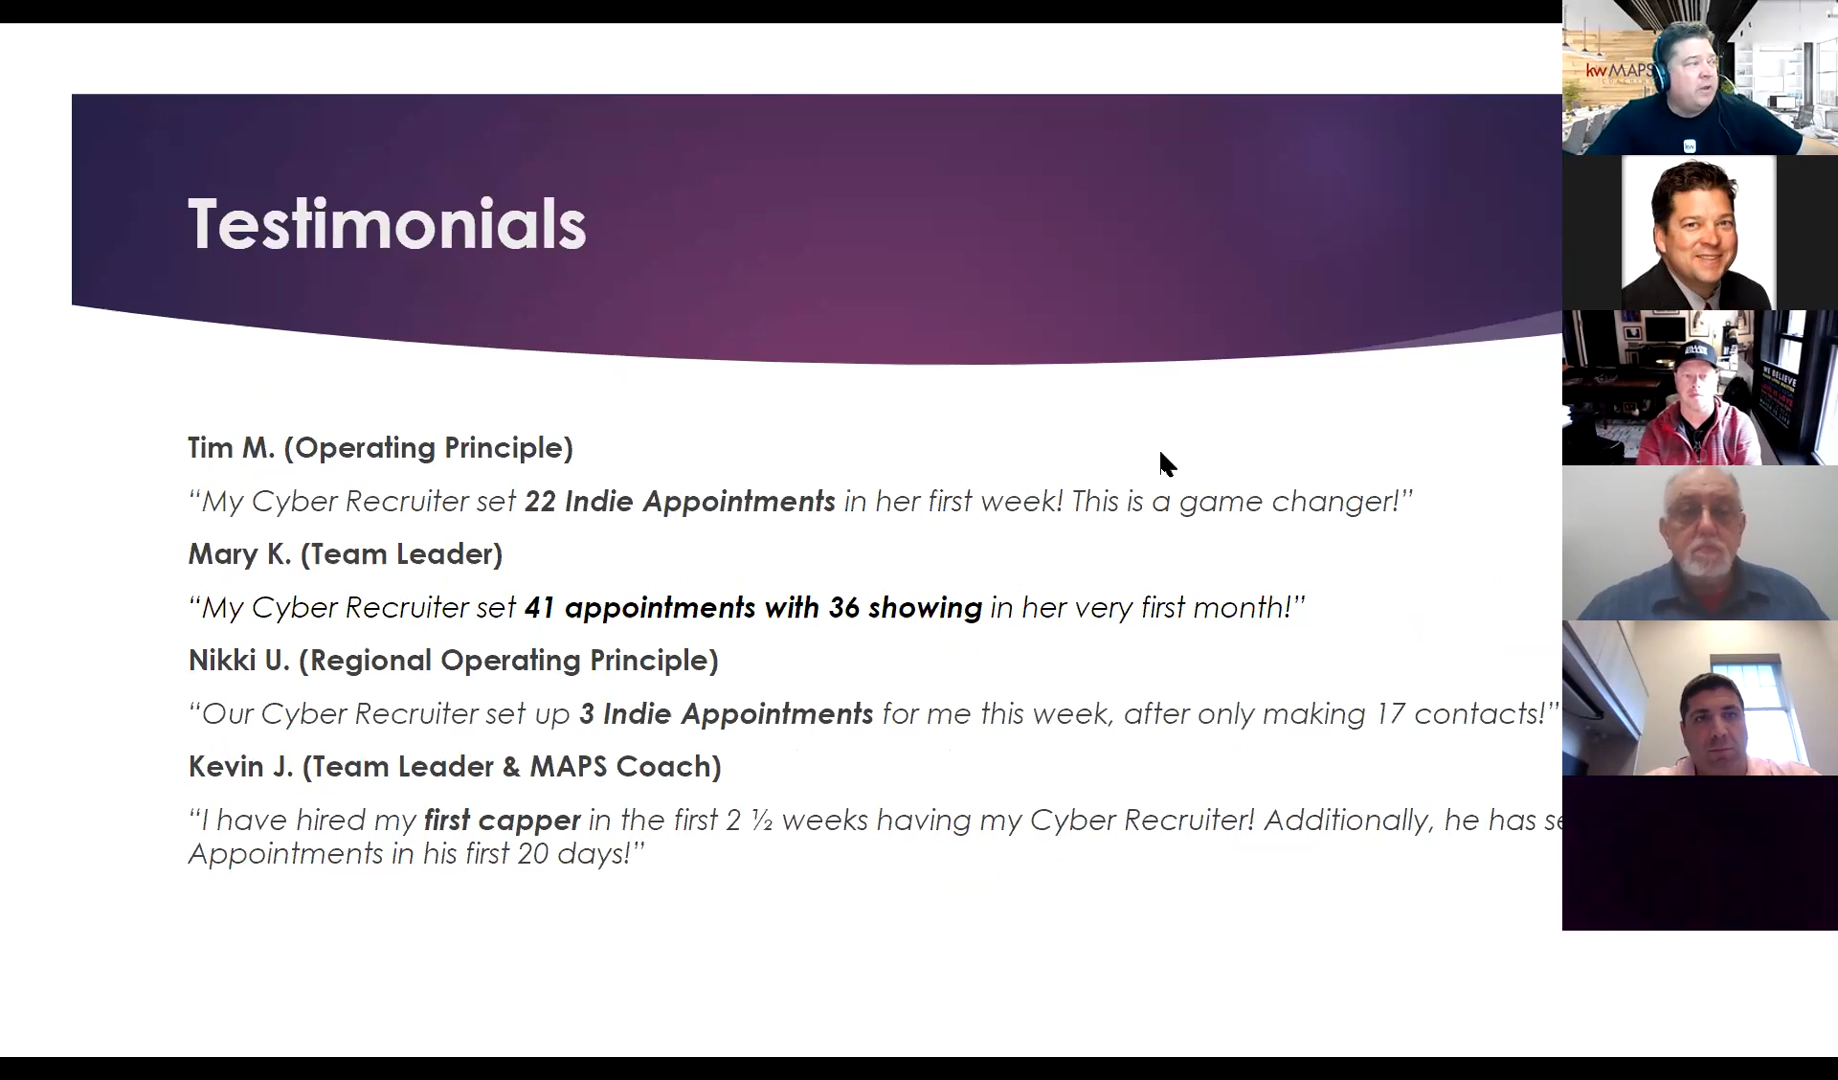 Testimonials
Tim M. (Operating Principle)
“My Cyber Recruiter set 22 Indie Appointments in her first week! This is a game changer!”
Mary K. (Team Leader)
“My Cyber Recruiter set 41 appointments with 36 showing in her very first month!”
Nikki U. (Regional Operating Principle)
“Our Cyber Recruiter set up 3 Indie Appointments for me this week, after only making 17 contacts!”
Kevin J. (Team Leader & MAPS Coach)
“I have hired my first capper in the first 2 ½ weeks having my Cyber Recruiter! Additionally, he has
Appointments in his first 20 days!”
kwMAPS
kw
WE BELIEVE